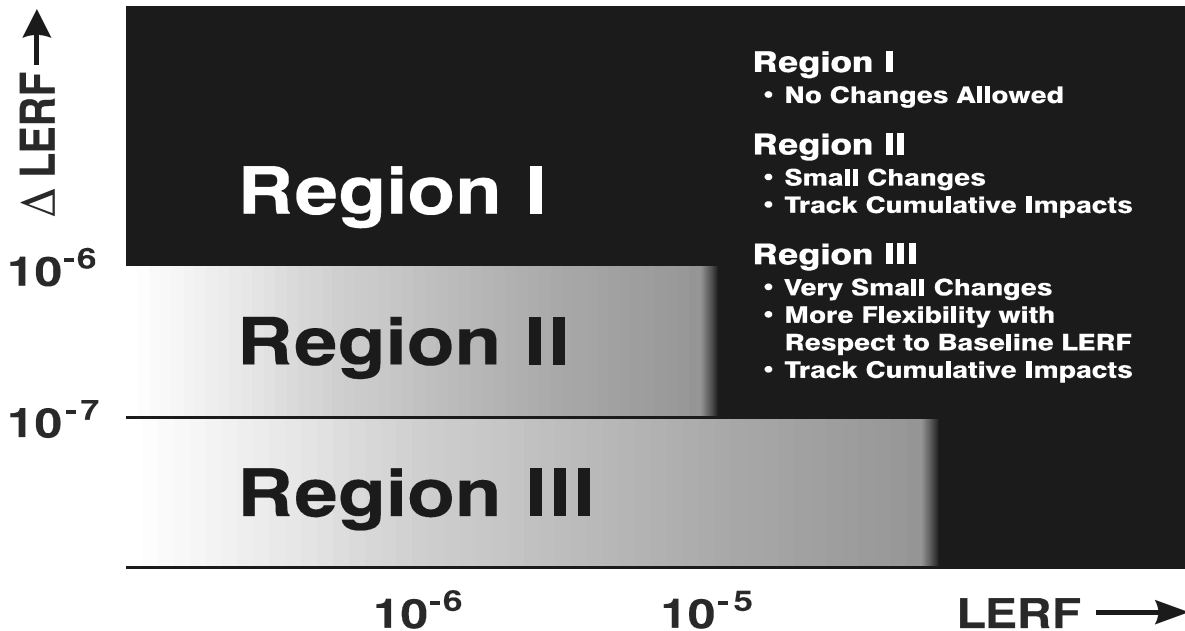 Δ LERF →
Region I
• No Changes Allowed
Region II
• Small Changes
• Track Cumulative Impacts
Region III
• Very Small Changes
• More Flexibility with
Respect to Baseline LERF
• Track Cumulative Impacts
Region I
10⁻⁶
Region II
10⁻⁷
Region III
10⁻⁶ 10⁻⁵ LERF →